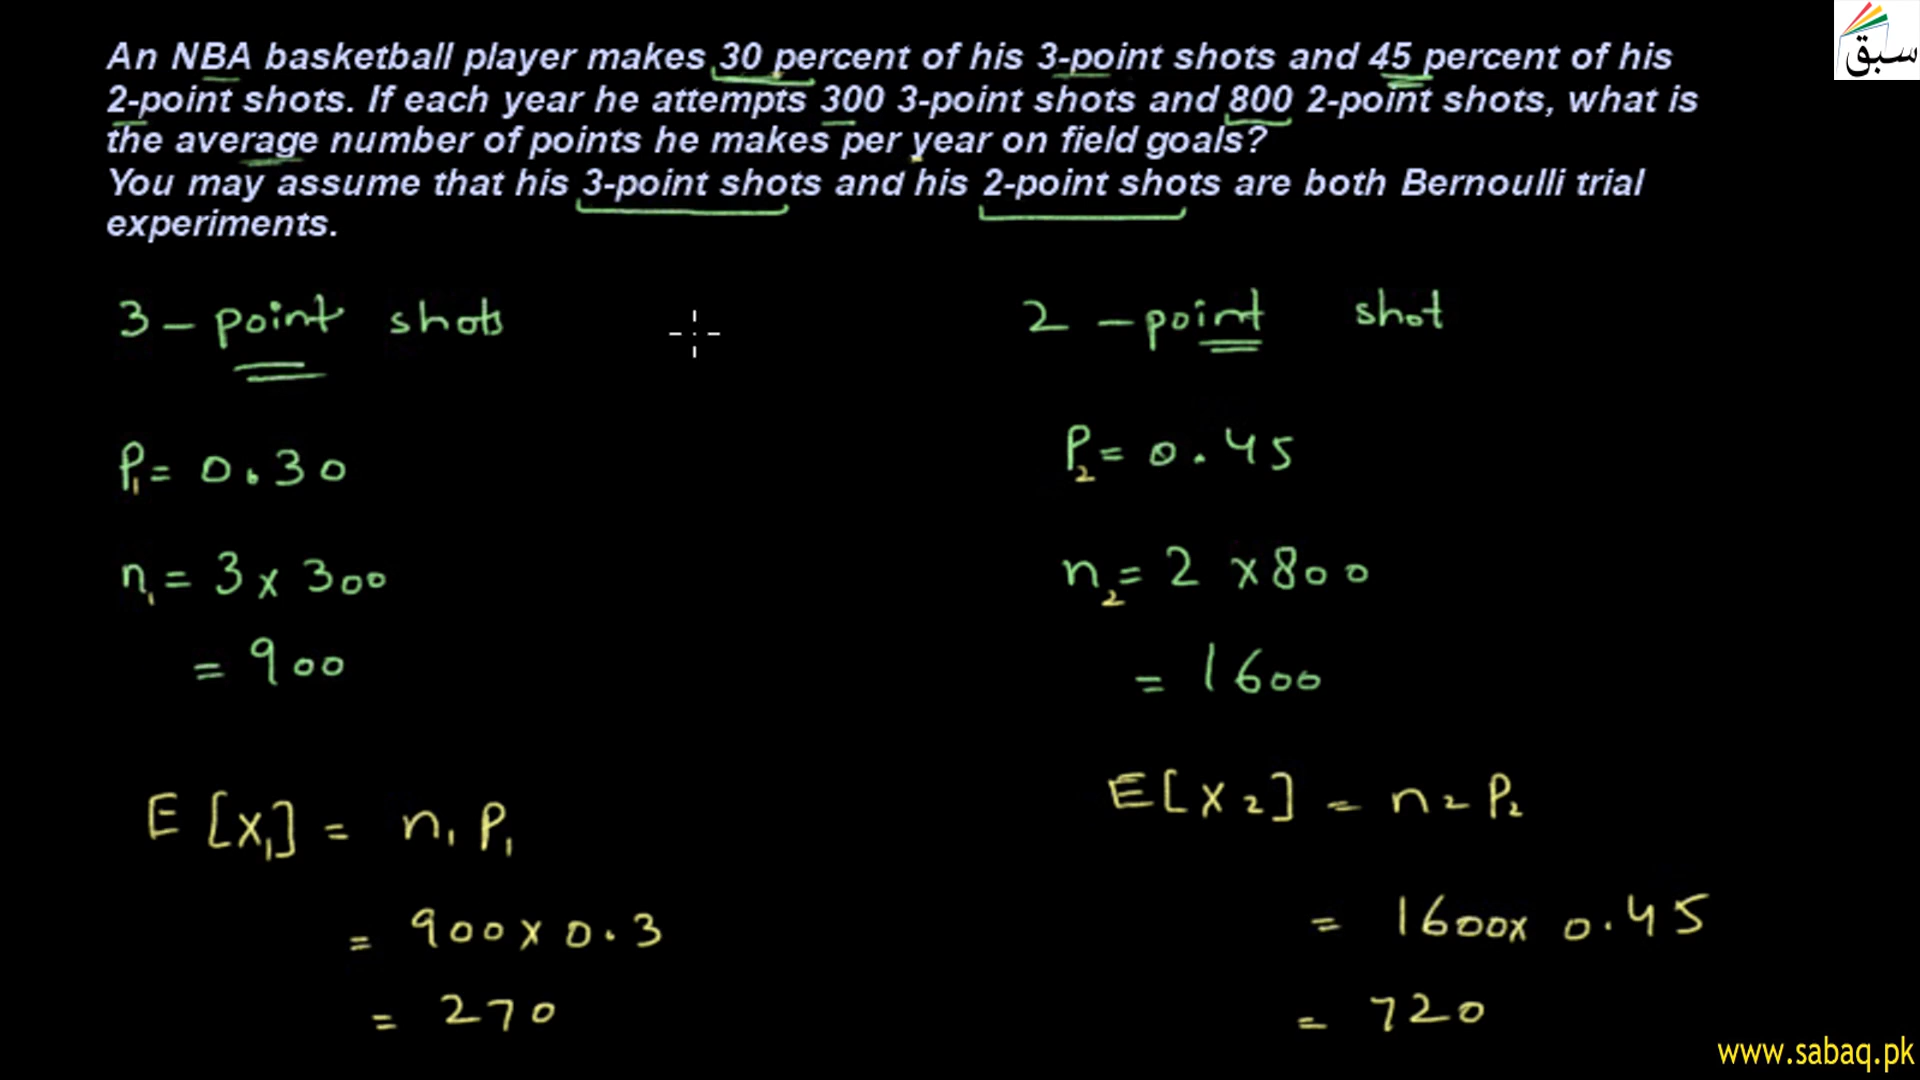 An NBA basketball player makes 30 percent of his 3-point shots and 45 percent of his
2-point shots. If each year he attempts 300 3-point shots and 800 2-point shots, what is
the average number of points he makes per year on field goals?
You may assume that his 3-point shots and his 2-point shots are both Bernoulli trial
experiments.
سبق
3 - point shots
2 - point shot
P₁ = 0.30
P₂ = 0.45
n₁ = 3 x 300
n₂ = 2 x 800
= 900
= 1600
E [X₁] = n₁ P₁
E[X₂] = n₂ P₂
= 900 x 0.3
= 1600 x 0.45
= 270
= 720
www.sabaq.pk